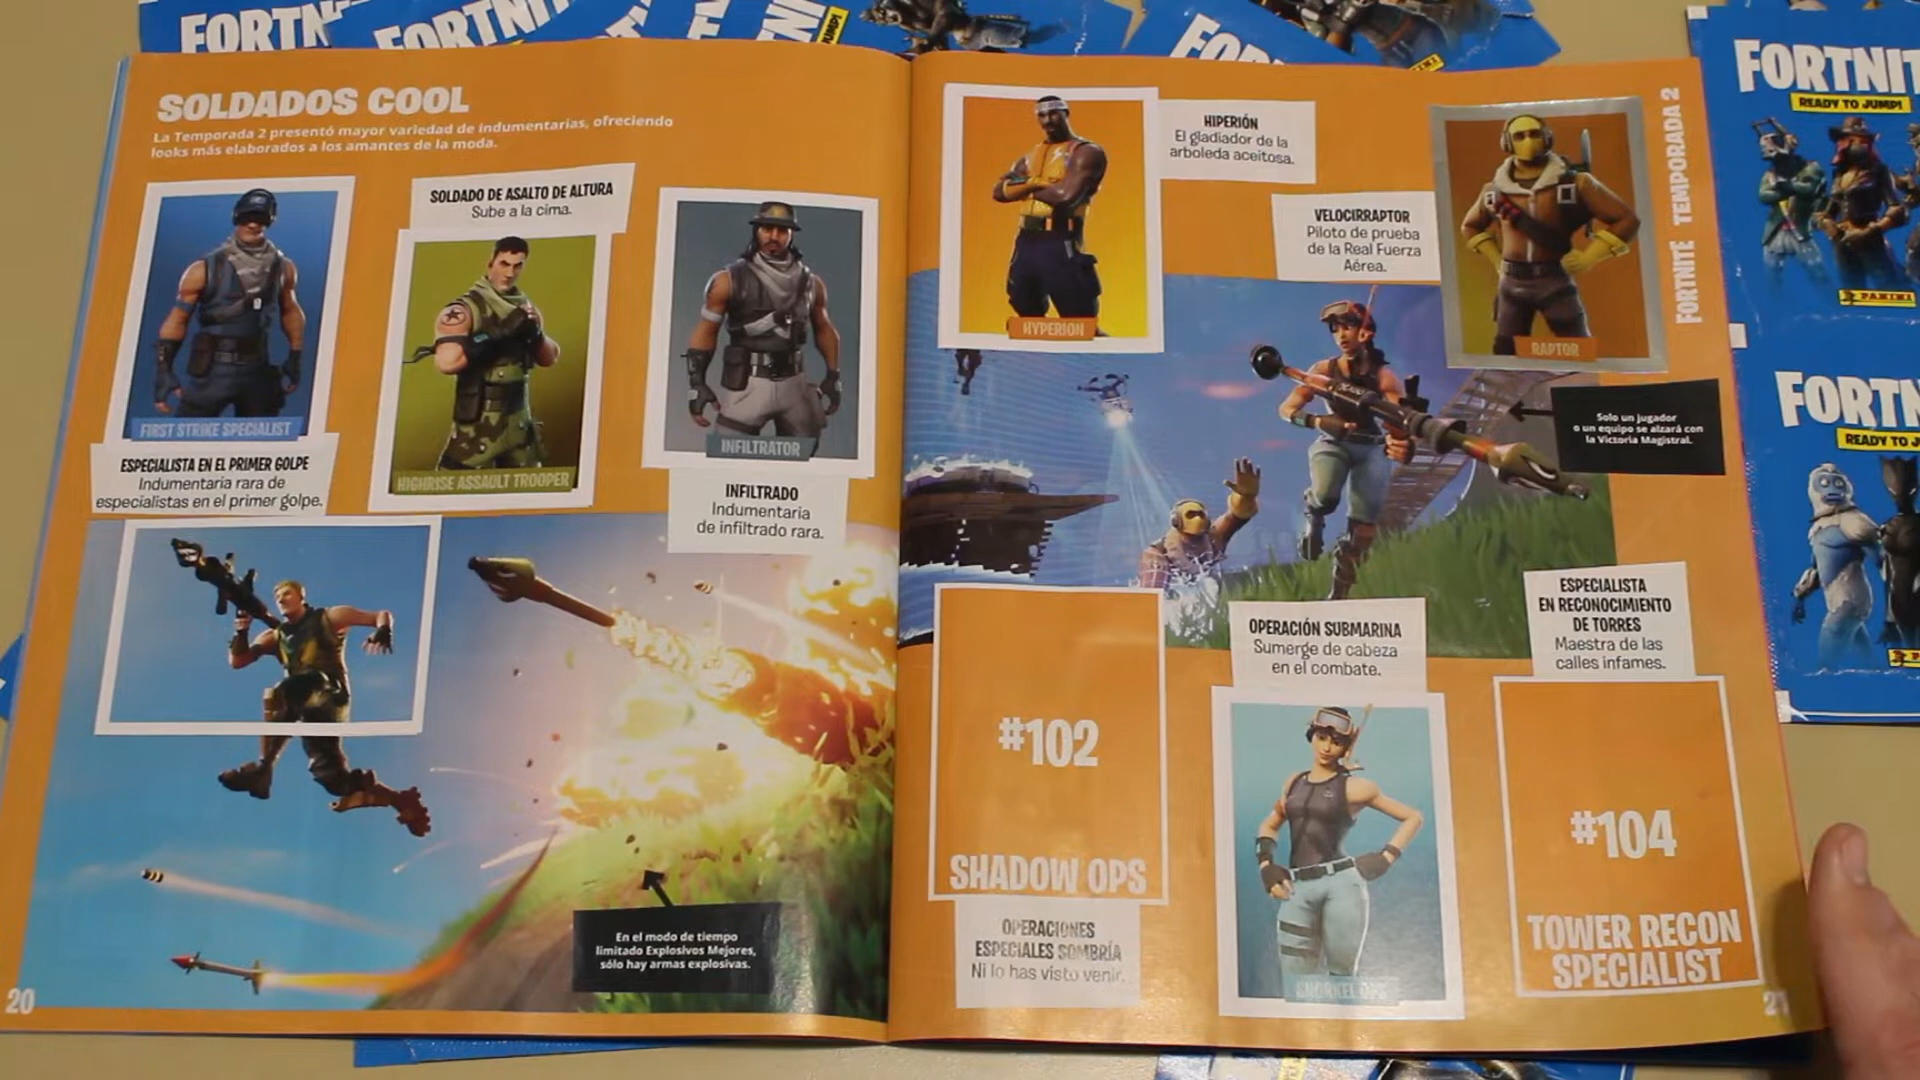 FORTN
FORTNI
FOR
FORTNIT
READY TO JUMP!
PANINI
FORTN
READY TO J
SOLDADOS COOL
La Temporada 2 presentó mayor variedad de indumentarias, ofreciendo
looks más elaborados a los amantes de la moda.
FIRST STRIKE SPECIALIST
ESPECIALISTA EN EL PRIMER GOLPE
Indumentaria rara de
especialistas en el primer golpe.
SOLDADO DE ASALTO DE ALTURA
Sube a la cima.
HIGHRISE ASSAULT TROOPER
INFILTRATOR
INFILTRADO
Indumentaria
de infiltrado rara.
En el modo de tiempo
limitado Explosivos Mejores,
sólo hay armas explosivas.
20
HYPERION
HIPERIÓN
El gladiador de la
arboleda aceitosa.
VELOCIRRAPTOR
Piloto de prueba
de la Real Fuerza
Aérea.
RAPTOR
FORTNITE TEMPORADA 2
Solo un jugador
o un equipo se alzará con
la Victoria Magistral.
#102
SHADOW OPS
OPERACIONES
ESPECIALES SOMBRÍA
Ni lo has visto venir.
OPERACIÓN SUBMARINA
Sumerge de cabeza
en el combate.
SNORKEL OPS
ESPECIALISTA
EN RECONOCIMIENTO
DE TORRES
Maestra de las
calles infames.
#104
TOWER RECON
SPECIALIST
21